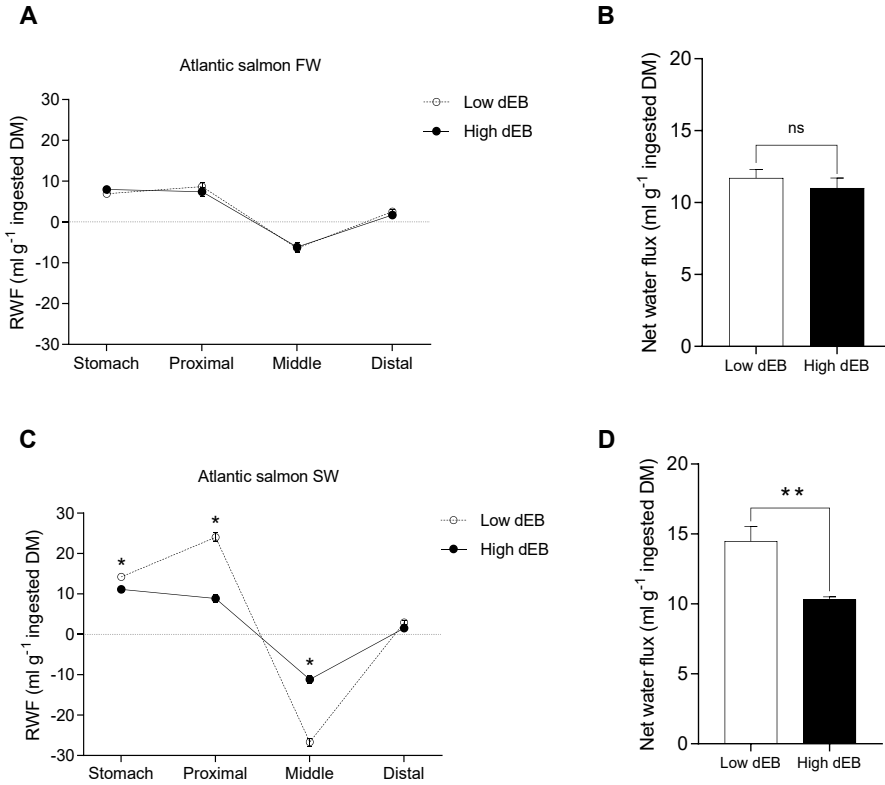 A
Atlantic salmon FW
RWF (ml g⁻¹ ingested DM)
30
20
10
0
-10
-20
-30
Stomach Proximal Middle Distal
Low dEB
High dEB
B
Net water flux (ml g⁻¹ ingested DM)
20
15
10
5
0
ns
Low dEB High dEB
C
Atlantic salmon SW
RWF (ml g⁻¹ ingested DM)
30
20
10
0
-10
-20
-30
*
*
*
Stomach Proximal Middle Distal
Low dEB
High dEB
D
Net water flux (ml g⁻¹ ingested DM)
20
15
10
5
0
**
Low dEB High dEB